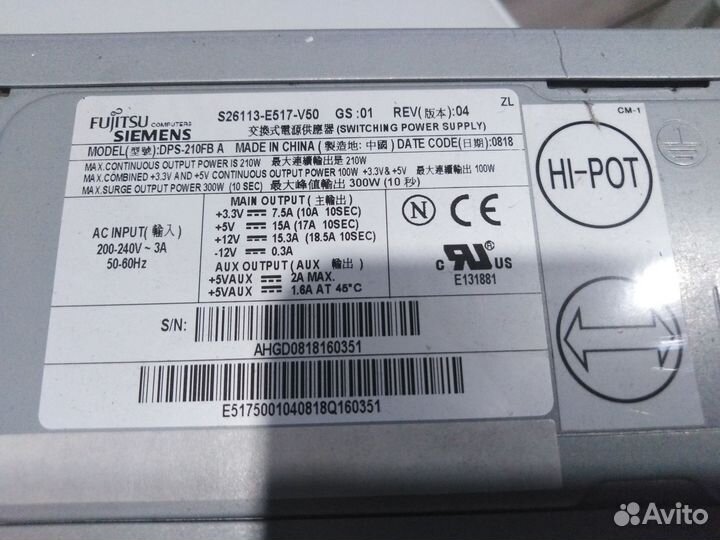 FUJITSU COMPUTERS
SIEMENS
S26113-E517-V50 GS :01 REV(版本):04
ZL
交換式電源供應器 (SWITCHING POWER SUPPLY)
MODEL(型號):DPS-210FB A MADE IN CHINA (製造地: 中國) DATE CODE(日期):0818
MAX.CONTINUOUS OUTPUT POWER IS 210W 最大連續輸出是 210W
MAX.COMBINED +3.3V AND +5V CONTINUOUS OUTPUT POWER 100W +3.3V & +5V 最大連續輸出 100W
MAX.SURGE OUTPUT POWER 300W (10 SEC) 最大峰値輸出 300W (10 秒)
AC INPUT( 輸入)
200-240V ~ 3A
50-60Hz
MAIN OUTPUT ( 主輸出)
+3.3V 7.5A (10A 10SEC)
+5V 15A (17A 10SEC)
+12V 15.3A (18.5A 10SEC)
-12V 0.3A
AUX OUTPUT (AUX 輸出)
+5VAUX 2A MAX.
+5VAUX 1.6A AT 45°C
N CE
C RU ® US
E131881
S/N:
AHGD0818160351
E5175001040818Q160351
CM-1
HI-POT
Avito